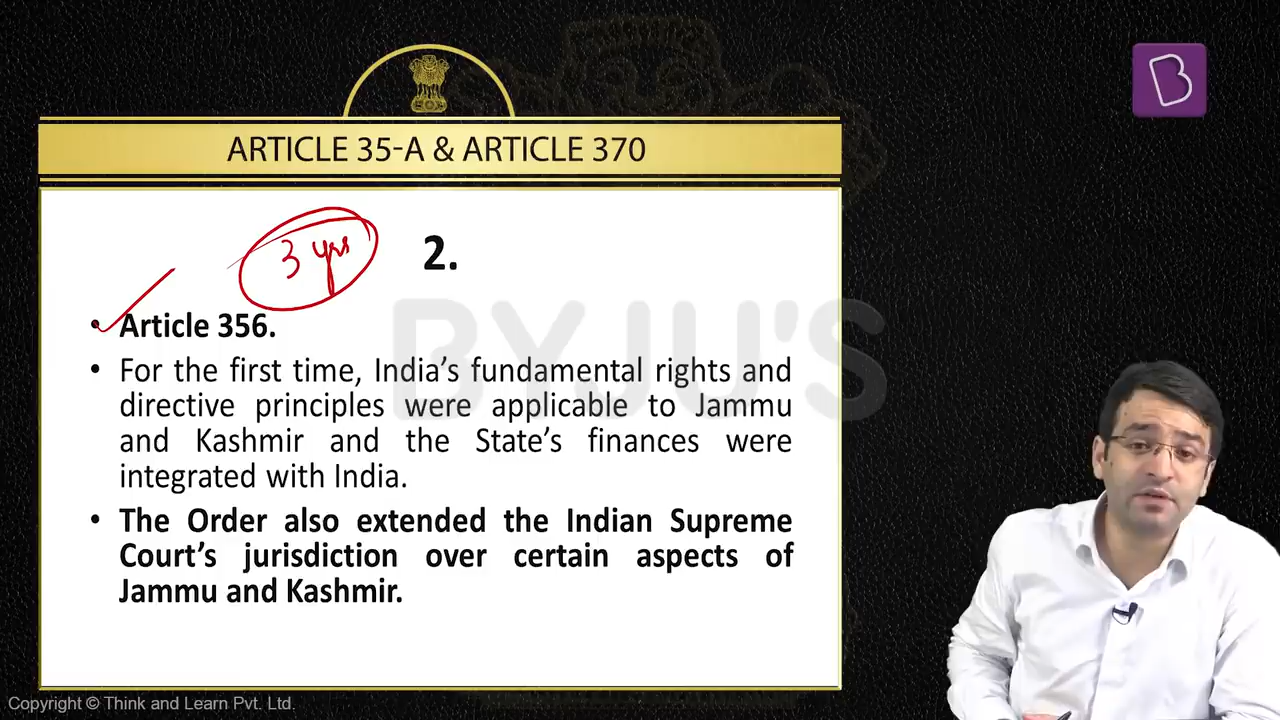 ARTICLE 35-A & ARTICLE 370
3 yrs
2.
• Article 356.
• For the first time, India's fundamental rights and
directive principles were applicable to Jammu
and Kashmir and the State's finances were
integrated with India.
• The Order also extended the Indian Supreme
Court's jurisdiction over certain aspects of
Jammu and Kashmir.
BYJU'S
B
Copyright © Think and Learn Pvt. Ltd.